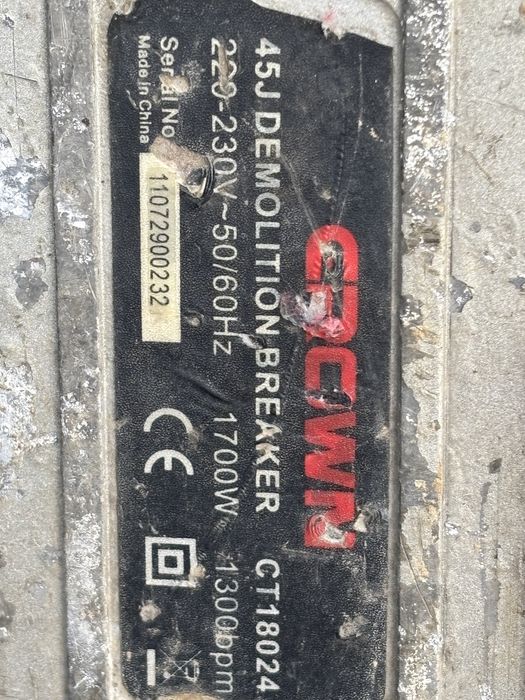 CROWN
45J DEMOLITION BREAKER CT18024
220-230V~50/60Hz 1700W 1300bpm
Serial No
Made in China
11072900232
CE